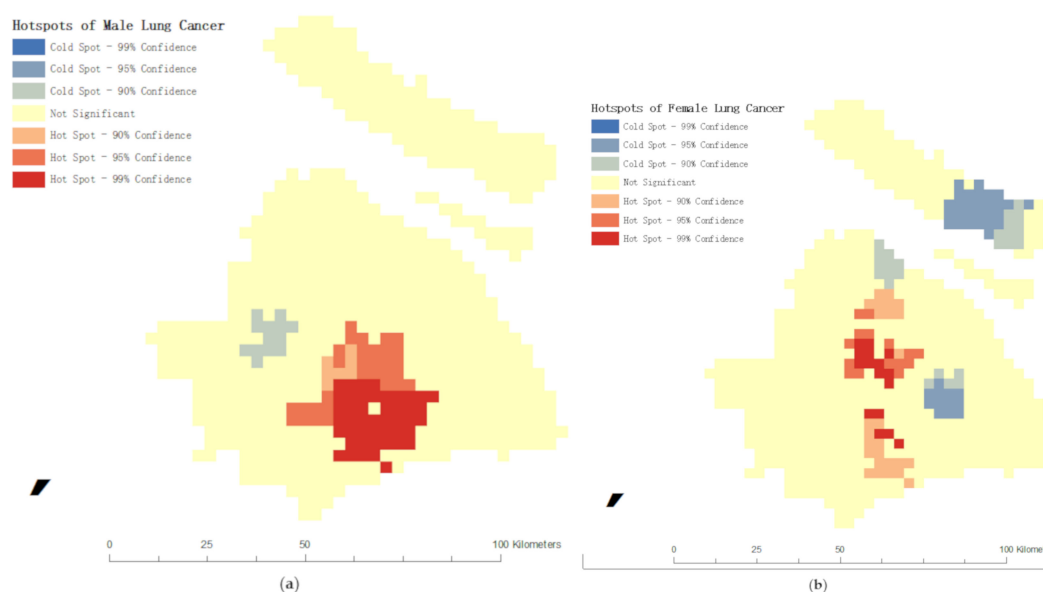 Hotspots of Male Lung Cancer
Cold Spot - 99% Confidence
Cold Spot - 95% Confidence
Cold Spot - 90% Confidence
Not Significant
Hot Spot - 90% Confidence
Hot Spot - 95% Confidence
Hot Spot - 99% Confidence
0 25 50 100 Kilometers
(a)
Hotspots of Female Lung Cancer
Cold Spot - 99% Confidence
Cold Spot - 95% Confidence
Cold Spot - 90% Confidence
Not Significant
Hot Spot - 90% Confidence
Hot Spot - 95% Confidence
Hot Spot - 99% Confidence
0 25 50 100 Kilom
(b)